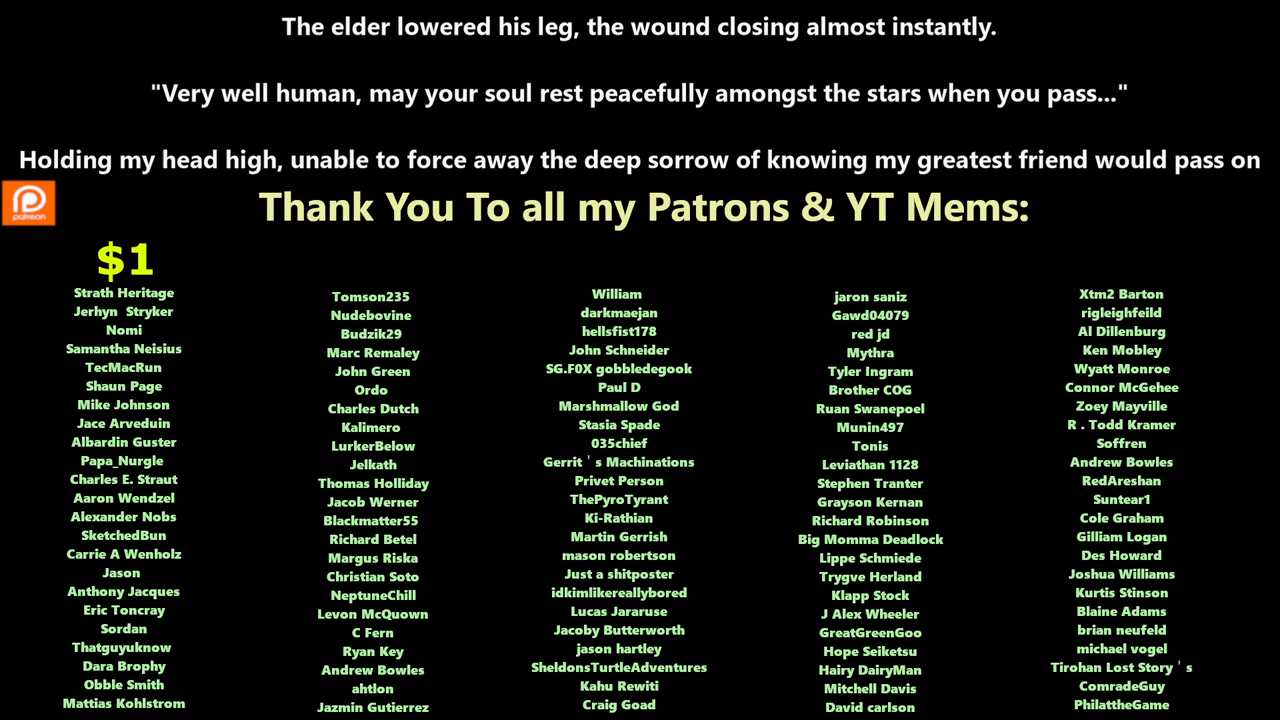 The elder lowered his leg, the wound closing almost instantly.
"Very well human, may your soul rest peacefully amongst the stars when you pass..."
Holding my head high, unable to force away the deep sorrow of knowing my greatest friend would pass on
patreon
Thank You To all my Patrons & YT Mems:
$1
Strath Heritage
Jerhyn  Stryker
Nomi
Samantha Neisius
TecMacRun
Shaun Page
Mike Johnson
Jace Arveduin
Albardin Guster
Papa_Nurgle
Charles E. Straut
Aaron Wendzel
Alexander Nobs
SketchedBun
Carrie A Wenholz
Jason
Anthony Jacques
Eric Toncray
Sordan
Thatguyuknow
Dara Brophy
Obble Smith
Mattias Kohlstrom
Tomson235
Nudebovine
Budzik29
Marc Remaley
John Green
Ordo
Charles Dutch
Kalimero
LurkerBelow
Jelkath
Thomas Holliday
Jacob Werner
Blackmatter55
Richard Betel
Margus Riska
Christian Soto
NeptuneChill
Levon McQuown
C Fern
Ryan Key
Andrew Bowles
ahtlon
Jazmin Gutierrez
William
darkmaejan
hellsfist178
John Schneider
SG.F0X gobbledegook
Paul D
Marshmallow God
Stasia Spade
035chief
Gerrit ' s Machinations
Privet Person
ThePyroTyrant
Ki-Rathian
Martin Gerrish
mason robertson
Just a shitposter
idkimlikereallybored
Lucas Jararuse
Jacoby Butterworth
jason hartley
SheldonsTurtleAdventures
Kahu Rewiti
Craig Goad
jaron saniz
Gawd04079
red jd
Mythra
Tyler Ingram
Brother COG
Ruan Swanepoel
Munin497
Tonis
Leviathan 1128
Stephen Tranter
Grayson Kernan
Richard Robinson
Big Momma Deadlock
Lippe Schmiede
Trygve Herland
Klapp Stock
J Alex Wheeler
GreatGreenGoo
Hope Seiketsu
Hairy DairyMan
Mitchell Davis
David carlson
Xtm2 Barton
rigleighfeild
Al Dillenburg
Ken Mobley
Wyatt Monroe
Connor McGehee
Zoey Mayville
R . Todd Kramer
Soffren
Andrew Bowles
RedAreshan
Suntear1
Cole Graham
Gilliam Logan
Des Howard
Joshua Williams
Kurtis Stinson
Blaine Adams
brian neufeld
michael vogel
Tirohan Lost Story ' s
ComradeGuy
PhilattheGame